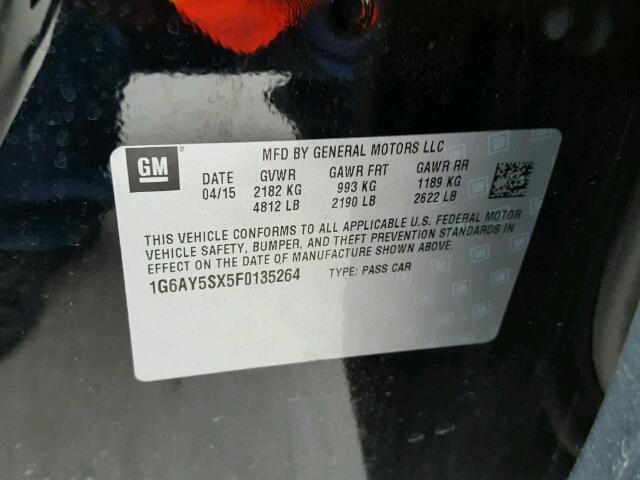 GM
MFD BY GENERAL MOTORS LLC
GVWR GAWR FRT GAWR RR
04/15 2182 KG 993 KG 1189 KG
4812 LB 2190 LB 2622 LB
THIS VEHICLE CONFORMS TO ALL APPLICABLE U.S. FEDERAL MOTOR
VEHICLE SAFETY, BUMPER, AND THEFT PREVENTION STANDARDS IN
EFFECT ON THE DATE OF MANUFACTURE SHOWN ABOVE.
1G6AY5SX5F0135264 TYPE: PASS CAR